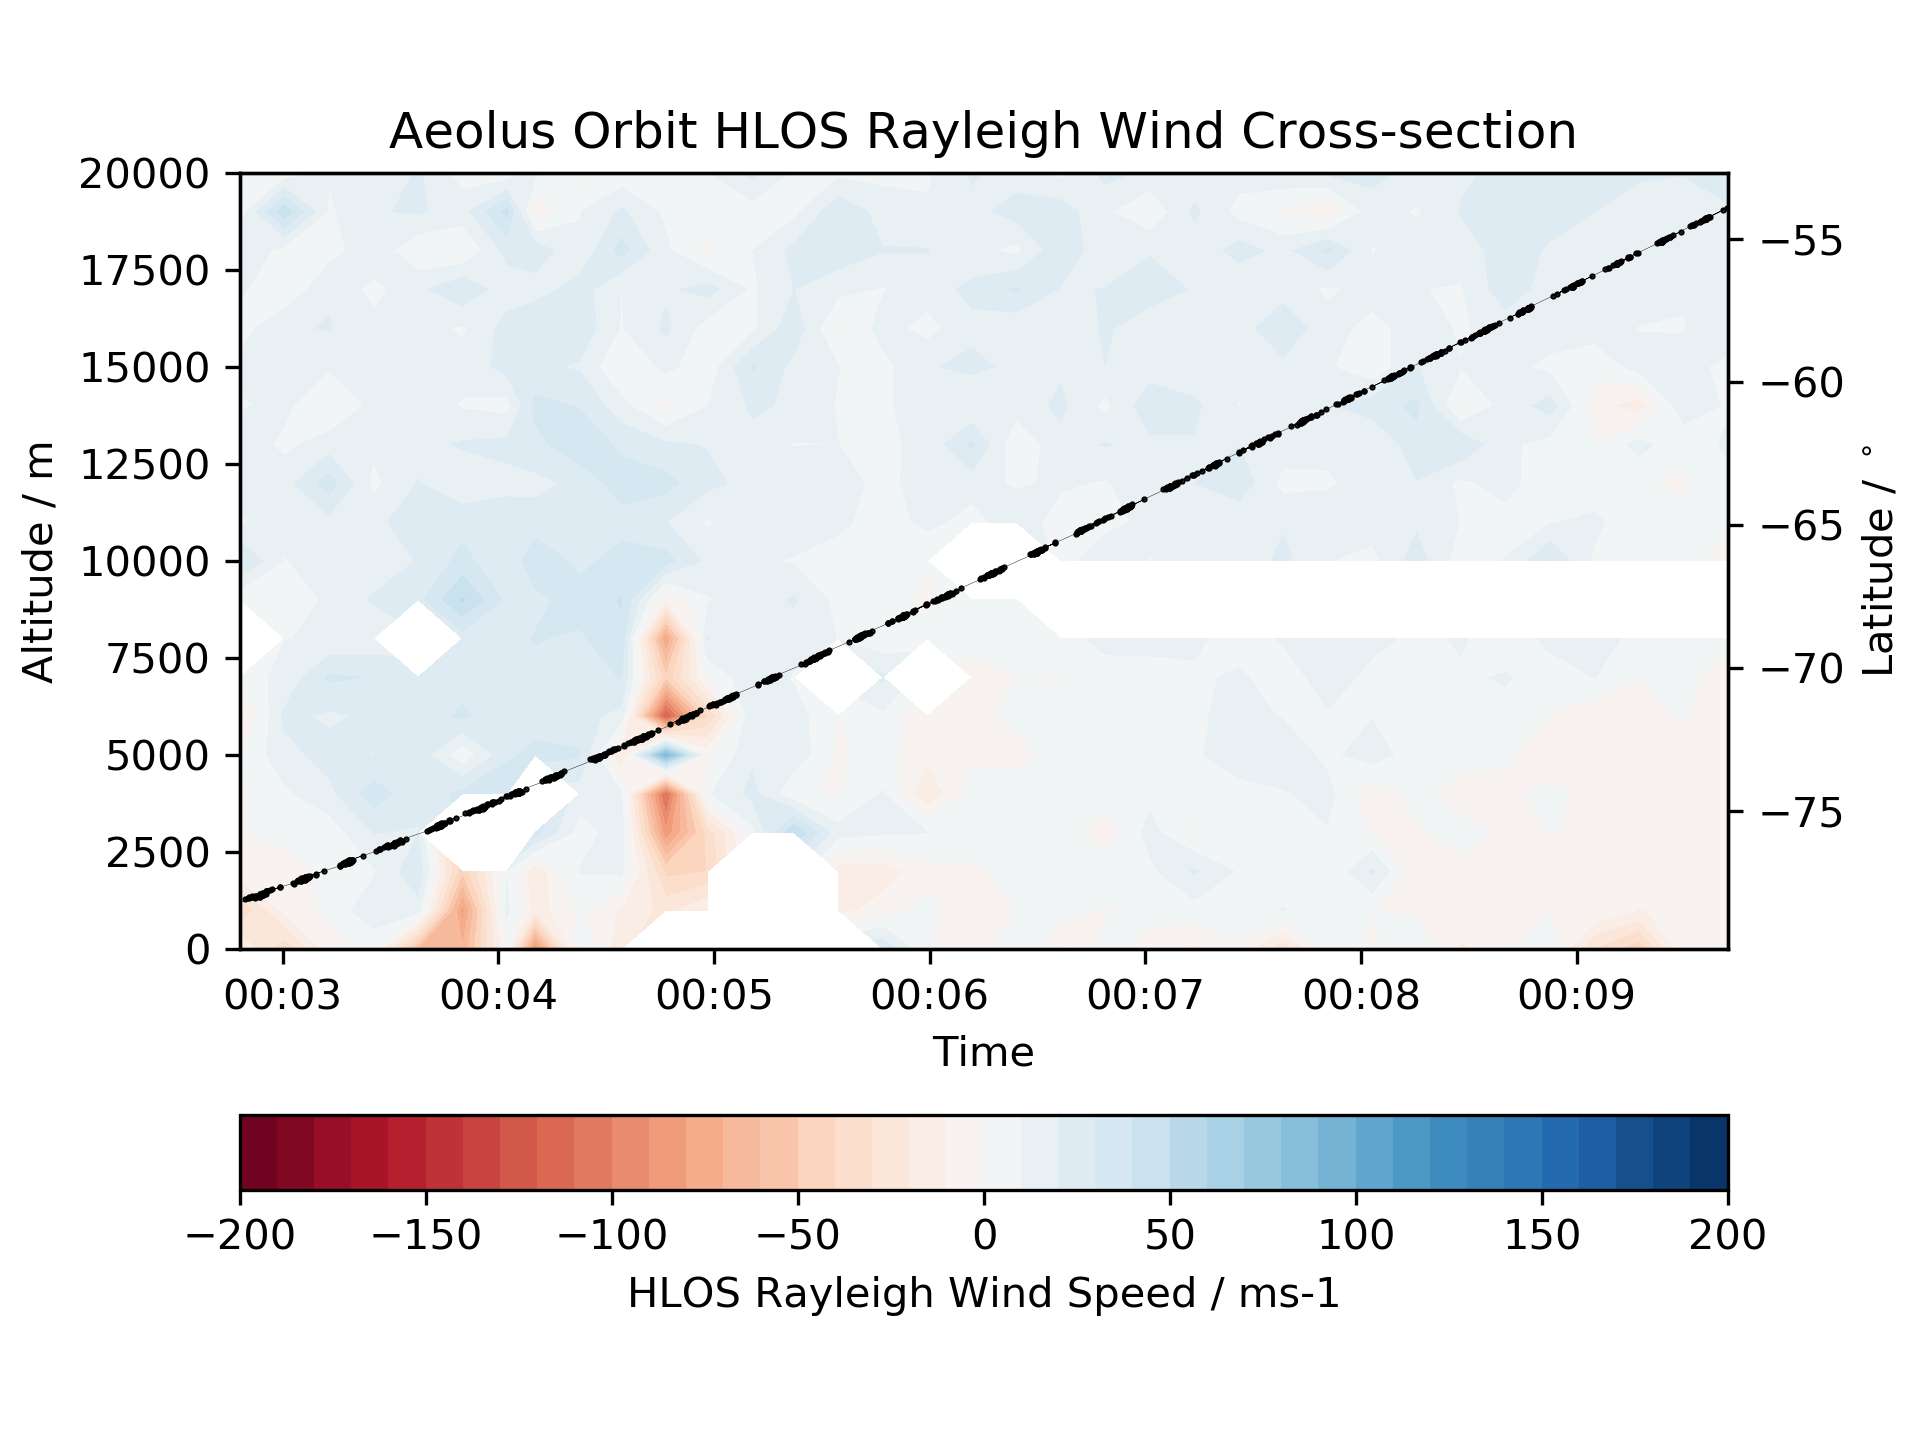 Aeolus Orbit HLOS Rayleigh Wind Cross-section
20000
17500
15000
12500
10000
7500
5000
2500
0
Altitude / m
−55
−60
−65
−70
−75
Latitude / °
00:03 00:04 00:05 00:06 00:07 00:08 00:09
Time
−200 −150 −100 −50 0 50 100 150 200
HLOS Rayleigh Wind Speed / ms-1